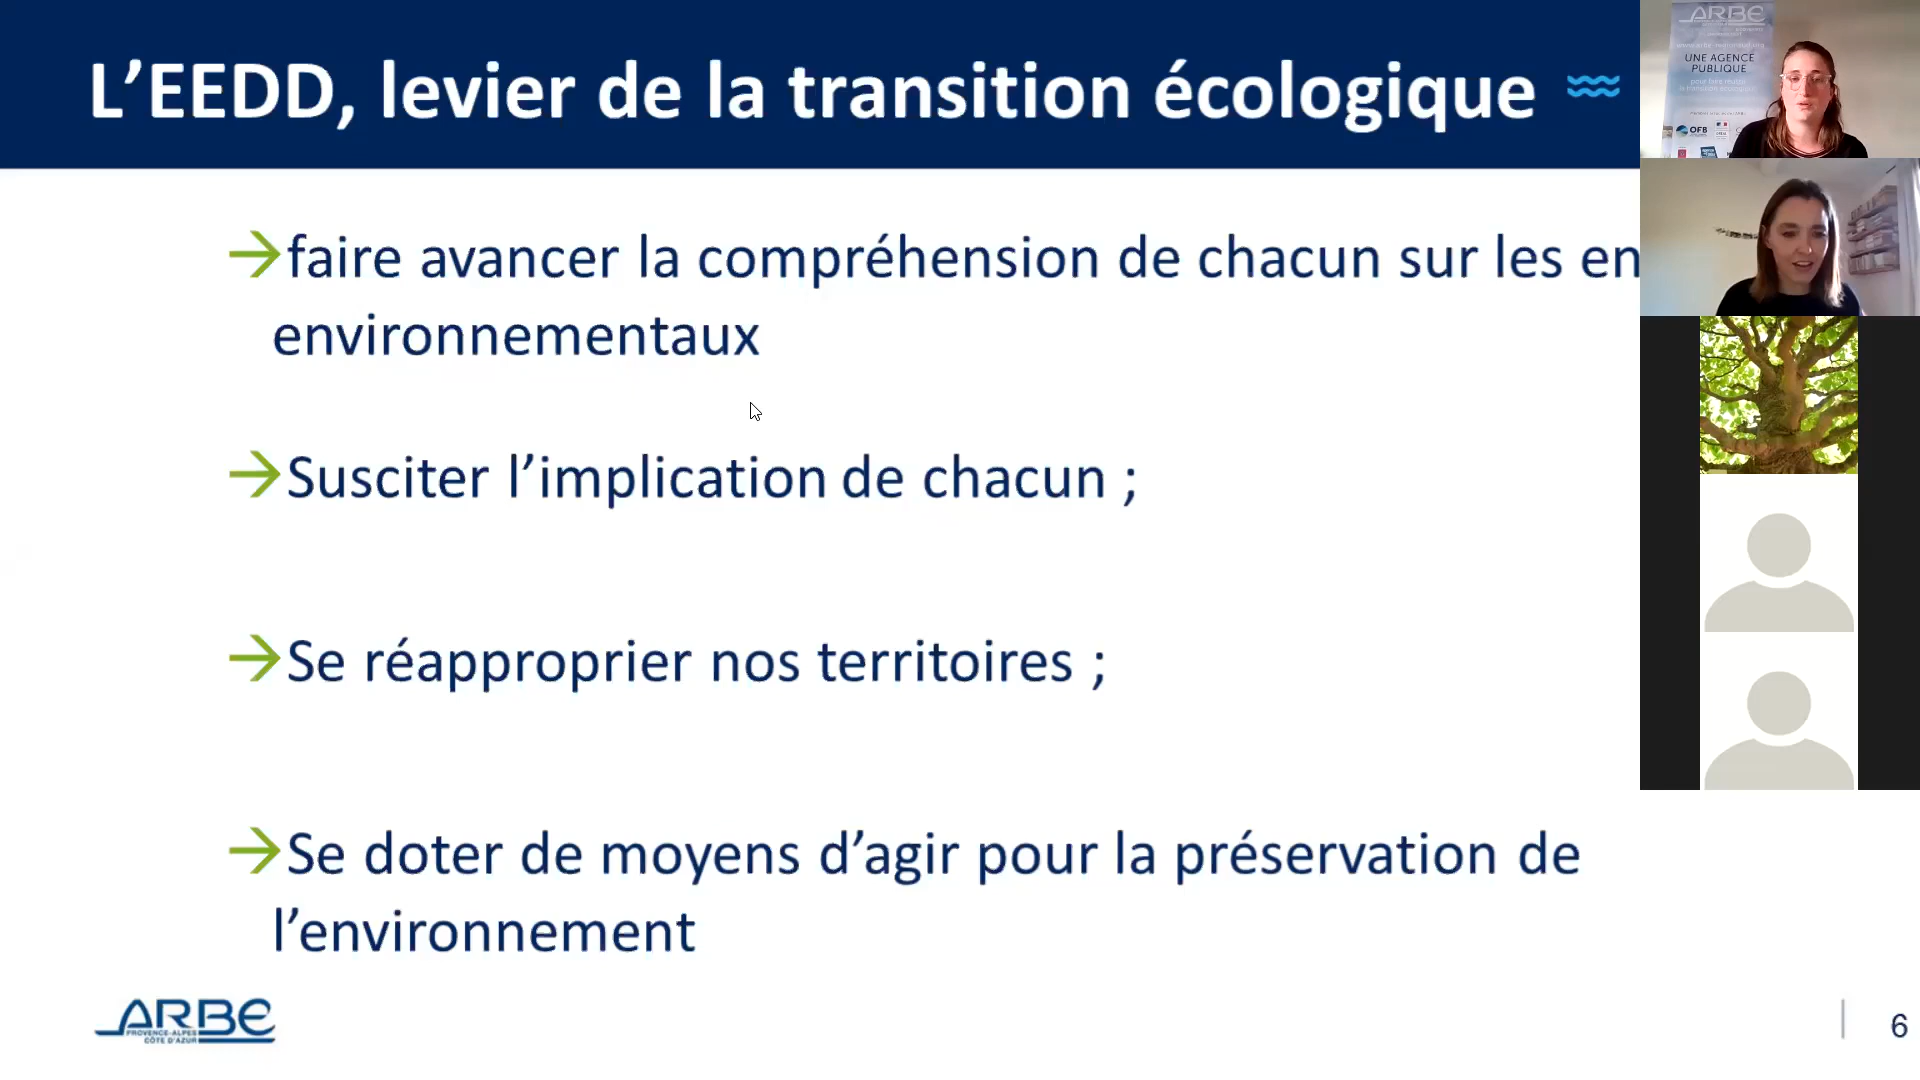 L’EEDD, levier de la transition écologique
→faire avancer la compréhension de chacun sur les en
environnementaux
→Susciter l’implication de chacun ;
→Se réapproprier nos territoires ;
→Se doter de moyens d’agir pour la préservation de
l’environnement
ARBE
PROVENCE-ALPES
CÔTE D’AZUR
6
ARBE
UNE AGENCE
PUBLIQUE
OFB